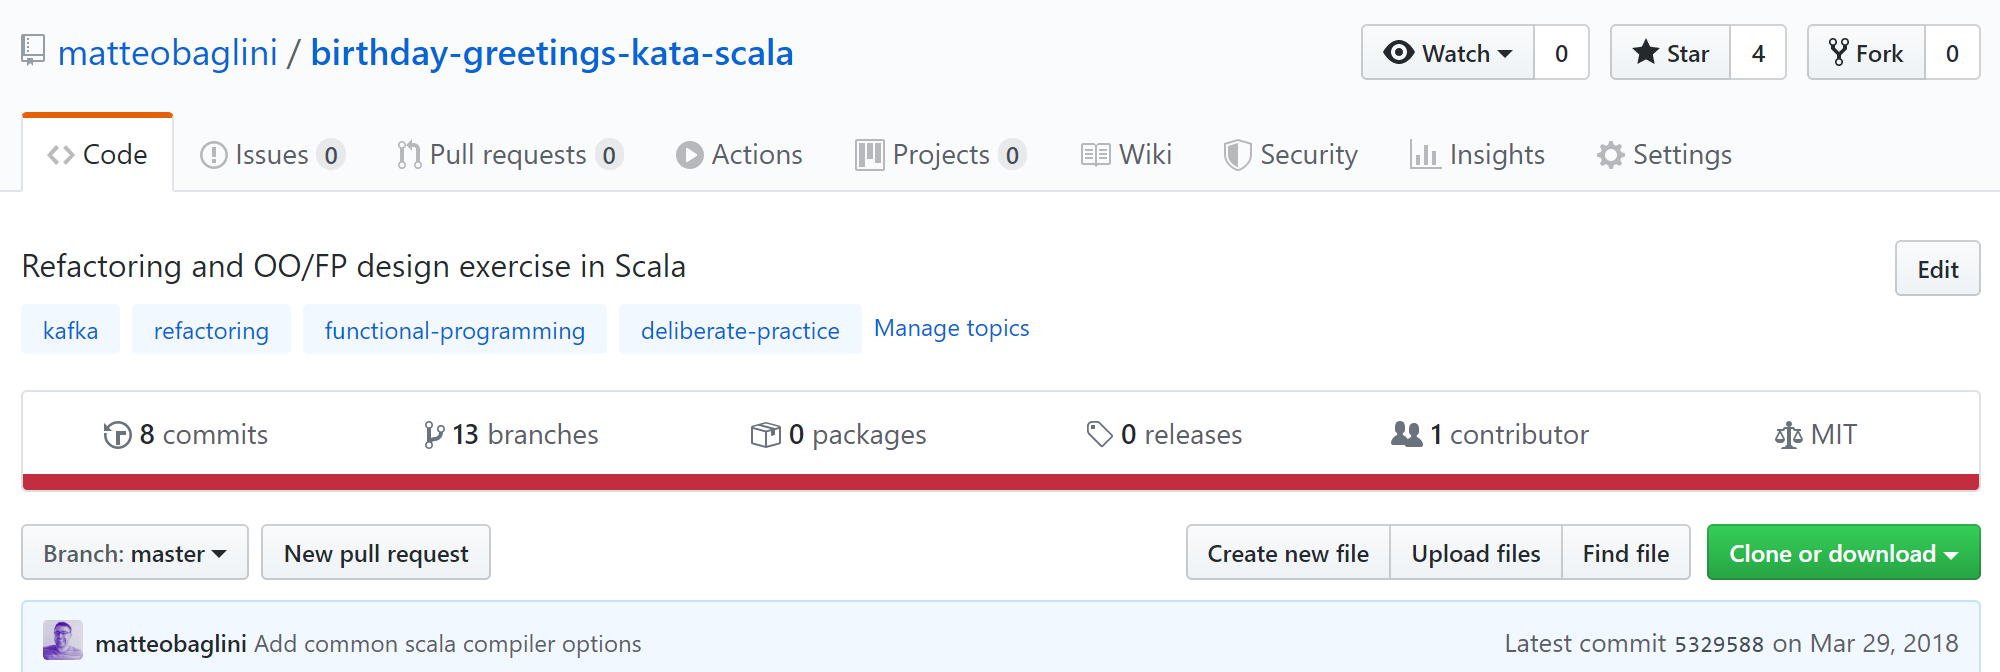 matteobaglini / birthday-greetings-kata-scala Watch 0 Star 4 Fork 0
Code Issues 0 Pull requests 0 Actions Projects 0 Wiki Security Insights Settings
Refactoring and OO/FP design exercise in Scala Edit
kafka refactoring functional-programming deliberate-practice Manage topics
8 commits 13 branches 0 packages 0 releases 1 contributor MIT
Branch: master New pull request Create new file Upload files Find file Clone or download
matteobaglini Add common scala compiler options Latest commit 5329588 on Mar 29, 2018